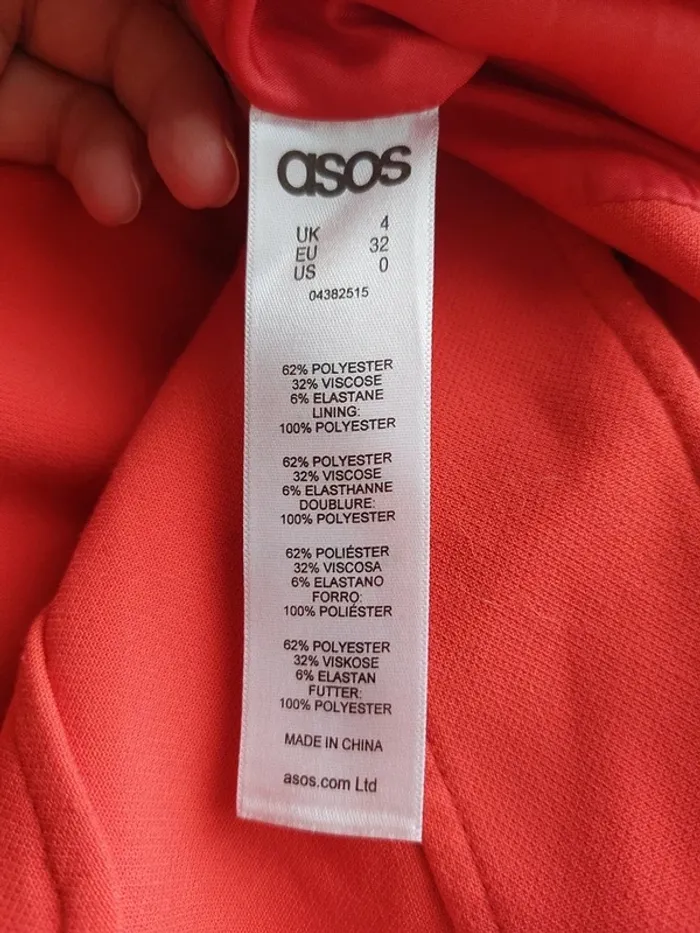 asos
UK 4
EU 32
US 0
04382515
62% POLYESTER
32% VISCOSE
6% ELASTANE
LINING:
100% POLYESTER
62% POLYESTER
32% VISCOSE
6% ELASTHANNE
DOUBLURE:
100% POLYESTER
62% POLIÉSTER
32% VISCOSA
6% ELASTANO
FORRO:
100% POLIÉSTER
62% POLYESTER
32% VISKOSE
6% ELASTAN
FUTTER:
100% POLYESTER
MADE IN CHINA
asos.com Ltd